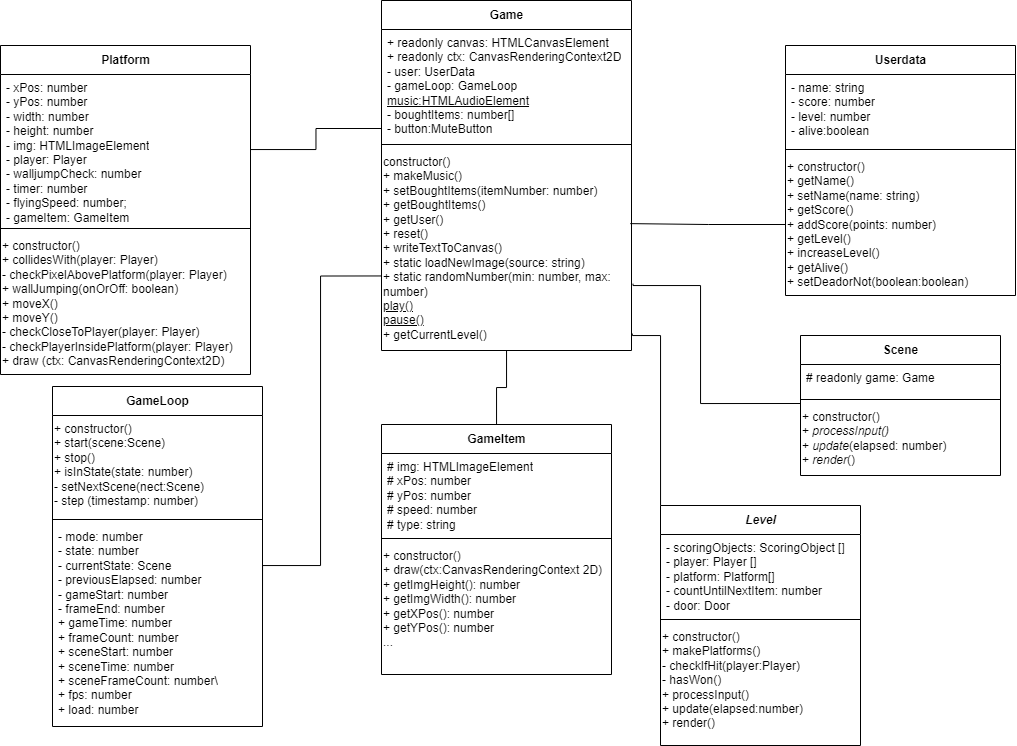 Game
+ readonly canvas: HTMLCanvasElement
+ readonly ctx: CanvasRenderingContext2D
- user: UserData
- gameLoop: GameLoop
music:HTMLAudioElement
- boughtItems: number[]
- button:MuteButton
constructor()
+ makeMusic()
+ setBoughtItems(itemNumber: number)
+ getBoughtItems()
+ getUser()
+ reset()
+ writeTextToCanvas()
+ static loadNewImage(source: string)
+ static randomNumber(min: number, max:
number)
play()
pause()
+ getCurrentLevel()
Platform
- xPos: number
- yPos: number
- width: number
- height: number
- img: HTMLImageElement
- player: Player
- walljumpCheck: number
- timer: number
- flyingSpeed: number;
- gameItem: GameItem
+ constructor()
+ collidesWith(player: Player)
- checkPixelAbovePlatform(player: Player)
+ wallJumping(onOrOff: boolean)
+ moveX()
+ moveY()
- checkCloseToPlayer(player: Player)
- checkPlayerInsidePlatform(player: Player)
+ draw (ctx: CanvasRenderingContext2D)
Userdata
- name: string
- score: number
- level: number
- alive:boolean
+ constructor()
+ getName()
+ setName(name: string)
+ getScore()
+ addScore(points: number)
+ getLevel()
+ increaseLevel()
+ getAlive()
+ setDeadorNot(boolean:boolean)
Scene
# readonly game: Game
+ constructor()
+ processInput()
+ update(elapsed: number)
+ render()
GameLoop
+ constructor()
+ start(scene:Scene)
+ stop()
+ isInState(state: number)
- setNextScene(nect:Scene)
- step (timestamp: number)
- mode: number
- state: number
- currentState: Scene
- previousElapsed: number
- gameStart: number
- frameEnd: number
+ gameTime: number
+ frameCount: number
+ sceneStart: number
+ sceneTime: number
+ sceneFrameCount: number\
+ fps: number
+ load: number
GameItem
# img: HTMLImageElement
# xPos: number
# yPos: number
# speed: number
# type: string
+ constructor()
+ draw(ctx:CanvasRenderingContext 2D)
+ getImgHeight(): number
+ getImgWidth(): number
+ getXPos(): number
+ getYPos(): number
...
Level
- scoringObjects: ScoringObject []
- player: Player []
- platform: Platform[]
- countUntilNextItem: number
- door: Door
+ constructor()
+ makePlatforms()
- checkIfHit(player:Player)
- hasWon()
+ processInput()
+ update(elapsed:number)
+ render()